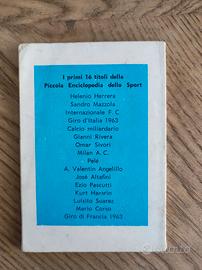 I primi 16 titoli della
Piccola Enciclopedia dello Sport
Helenio Herrera
Sandro Mazzola
Internazionale F. C.
Giro d'Italia 1963
Calcio miliardario
Gianni Rivera
Omar Sivori
Milan A. C.
Pelé
A. Valentin Angelillo
José Altafini
Ezio Pascutti
Kurt Hamrin
Luisito Suarez
Mario Corso
Giro di Francia 1963
subito